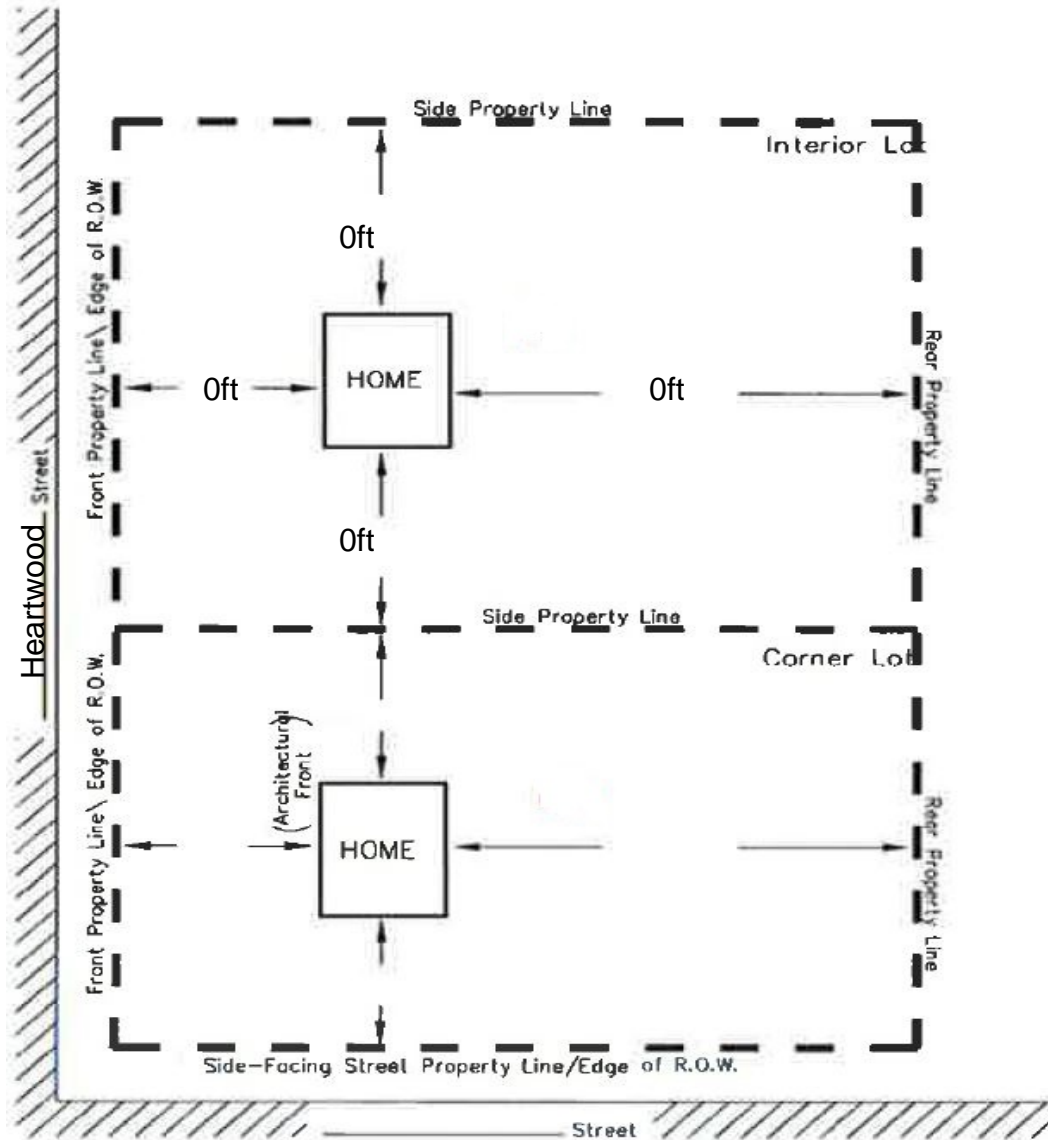 Side Property Line
Interior Lot
Front Property Line\ Edge of R.O.W.
0ft
HOME
0ft
0ft
Rear Property Line
0ft
Heartwood Street
Side Property Line
Corner Lot
Front Property Line\ Edge of R.O.W.
(Architectural
Front)
HOME
Rear Property Line
Side-Facing Street Property Line/Edge of R.O.W.
Street